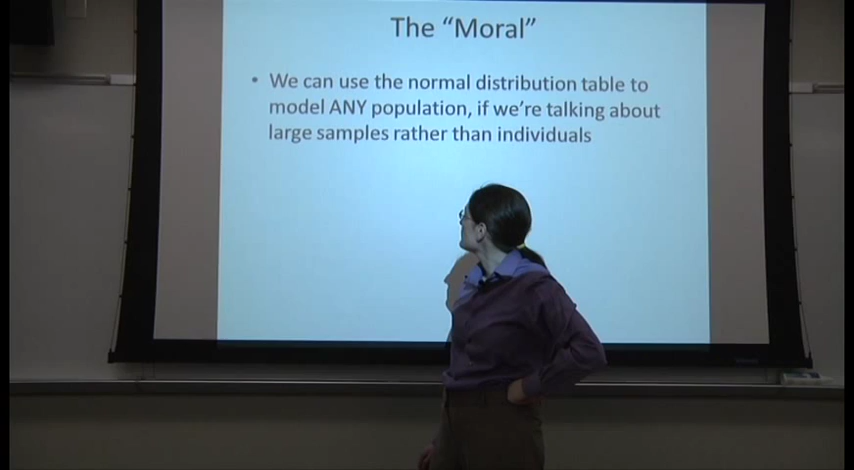 The “Moral”
• We can use the normal distribution table to
model ANY population, if we’re talking about
large samples rather than individuals